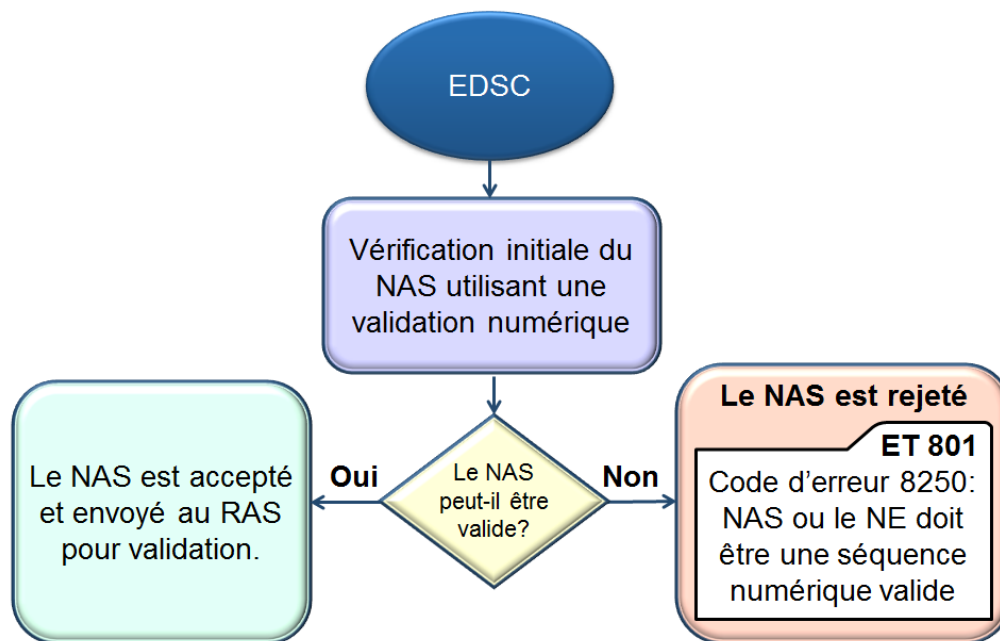 EDSC
Vérification initiale du
NAS utilisant une
validation numérique
Le NAS est accepté
et envoyé au RAS
pour validation.
Oui
Le NAS
peut-il être
valide?
Non
Le NAS est rejeté
ET 801
Code d’erreur 8250:
NAS ou le NE doit
être une séquence
numérique valide